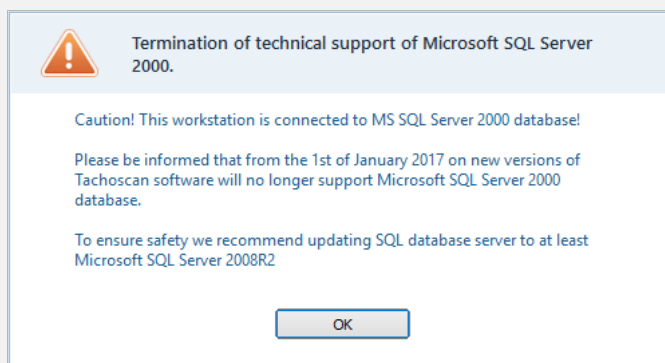 Termination of technical support of Microsoft SQL Server
2000.
Caution! This workstation is connected to MS SQL Server 2000 database!
Please be informed that from the 1st of January 2017 on new versions of
Tachoscan software will no longer support Microsoft SQL Server 2000
database.
To ensure safety we recommend updating SQL database server to at least
Microsoft SQL Server 2008R2
OK